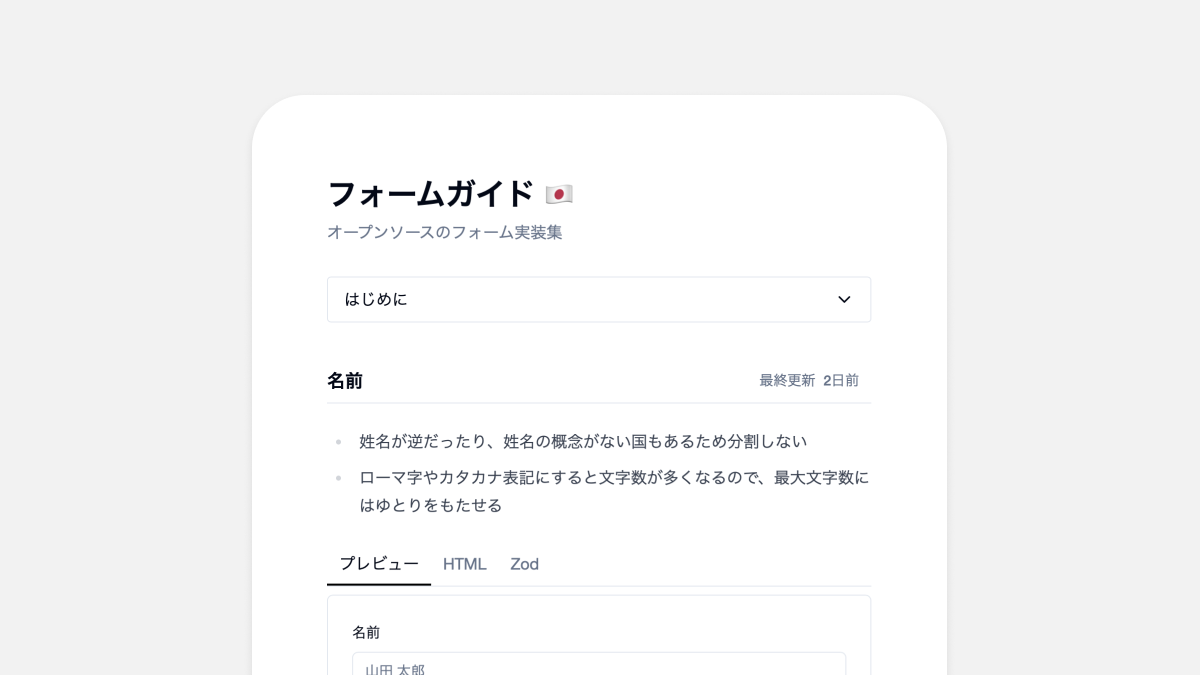 フォームガイド 🇯🇵
オープンソースのフォーム実装集
はじめに
名前
最終更新 2日前
姓名が逆だったり、姓名の概念がない国もあるため分割しない
ローマ字やカタカナ表記にすると文字数が多くなるので、最大文字数に
はゆとりをもたせる
プレビュー HTML Zod
名前
山田 太郎